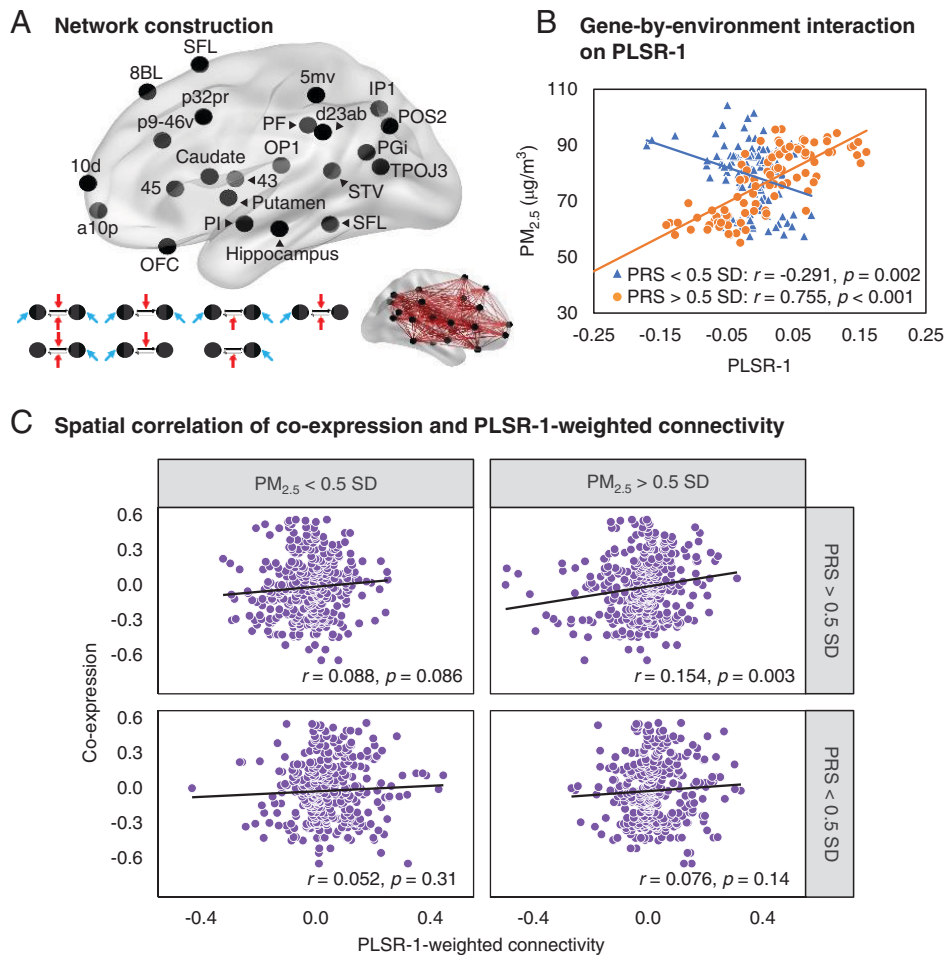 A Network construction
SFL
8BL
5mv
IP1
p32pr
d23ab
POS2
p9-46v
PF
OP1
PGi
Caudate
TPOJ3
10d
45
43
STV
Putamen
a10p
PI
SFL
Hippocampus
OFC
B Gene-by-environment interaction
on PLSR-1
110
90
70
50
30
PM2.5 (μg/m³)
PRS < 0.5 SD: r = -0.291, p = 0.002
PRS > 0.5 SD: r = 0.755, p < 0.001
-0.25 -0.15 -0.05 0.05 0.15 0.25
PLSR-1
C Spatial correlation of co-expression and PLSR-1-weighted connectivity
PM2.5 < 0.5 SD PM2.5 > 0.5 SD
Co-expression
0.6
0.3
0.0
-0.3
-0.6
r = 0.088, p = 0.086
r = 0.154, p = 0.003
PRS > 0.5 SD
0.6
0.3
0.0
-0.3
-0.6
r = 0.052, p = 0.31
r = 0.076, p = 0.14
PRS < 0.5 SD
-0.4 0.0 0.4 -0.4 0.0 0.4
PLSR-1-weighted connectivity